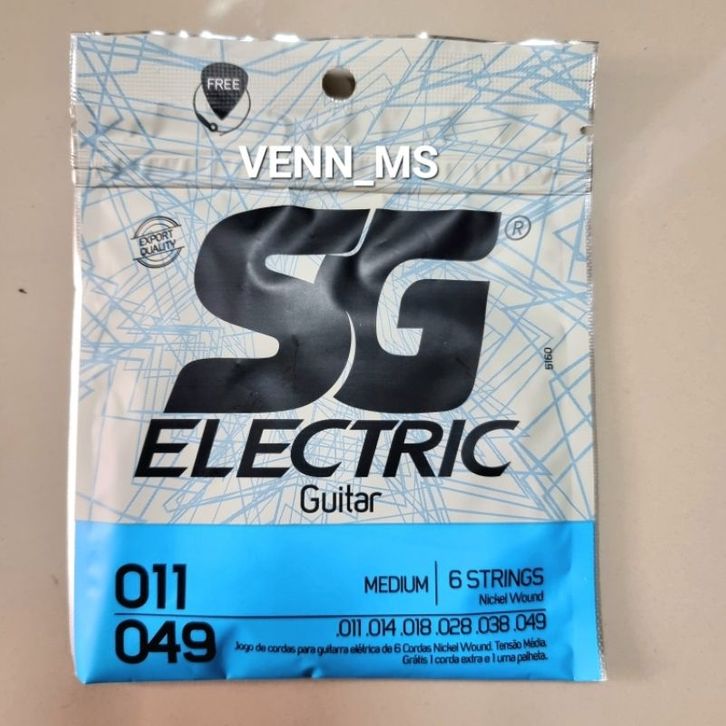 FREE
VENN_MS
EXPORT
QUALITY
SG®
ELECTRIC
Guitar
6160
011
049
MEDIUM | 6 STRINGS
Nickel Wound
.011 .014 .018 .028 .038 .049
Jogo de cordas para guitarra elétrica de 6 Cordas Nickel Wound. Tensão Média.
Grátis 1 corda extra e 1 uma palheta.